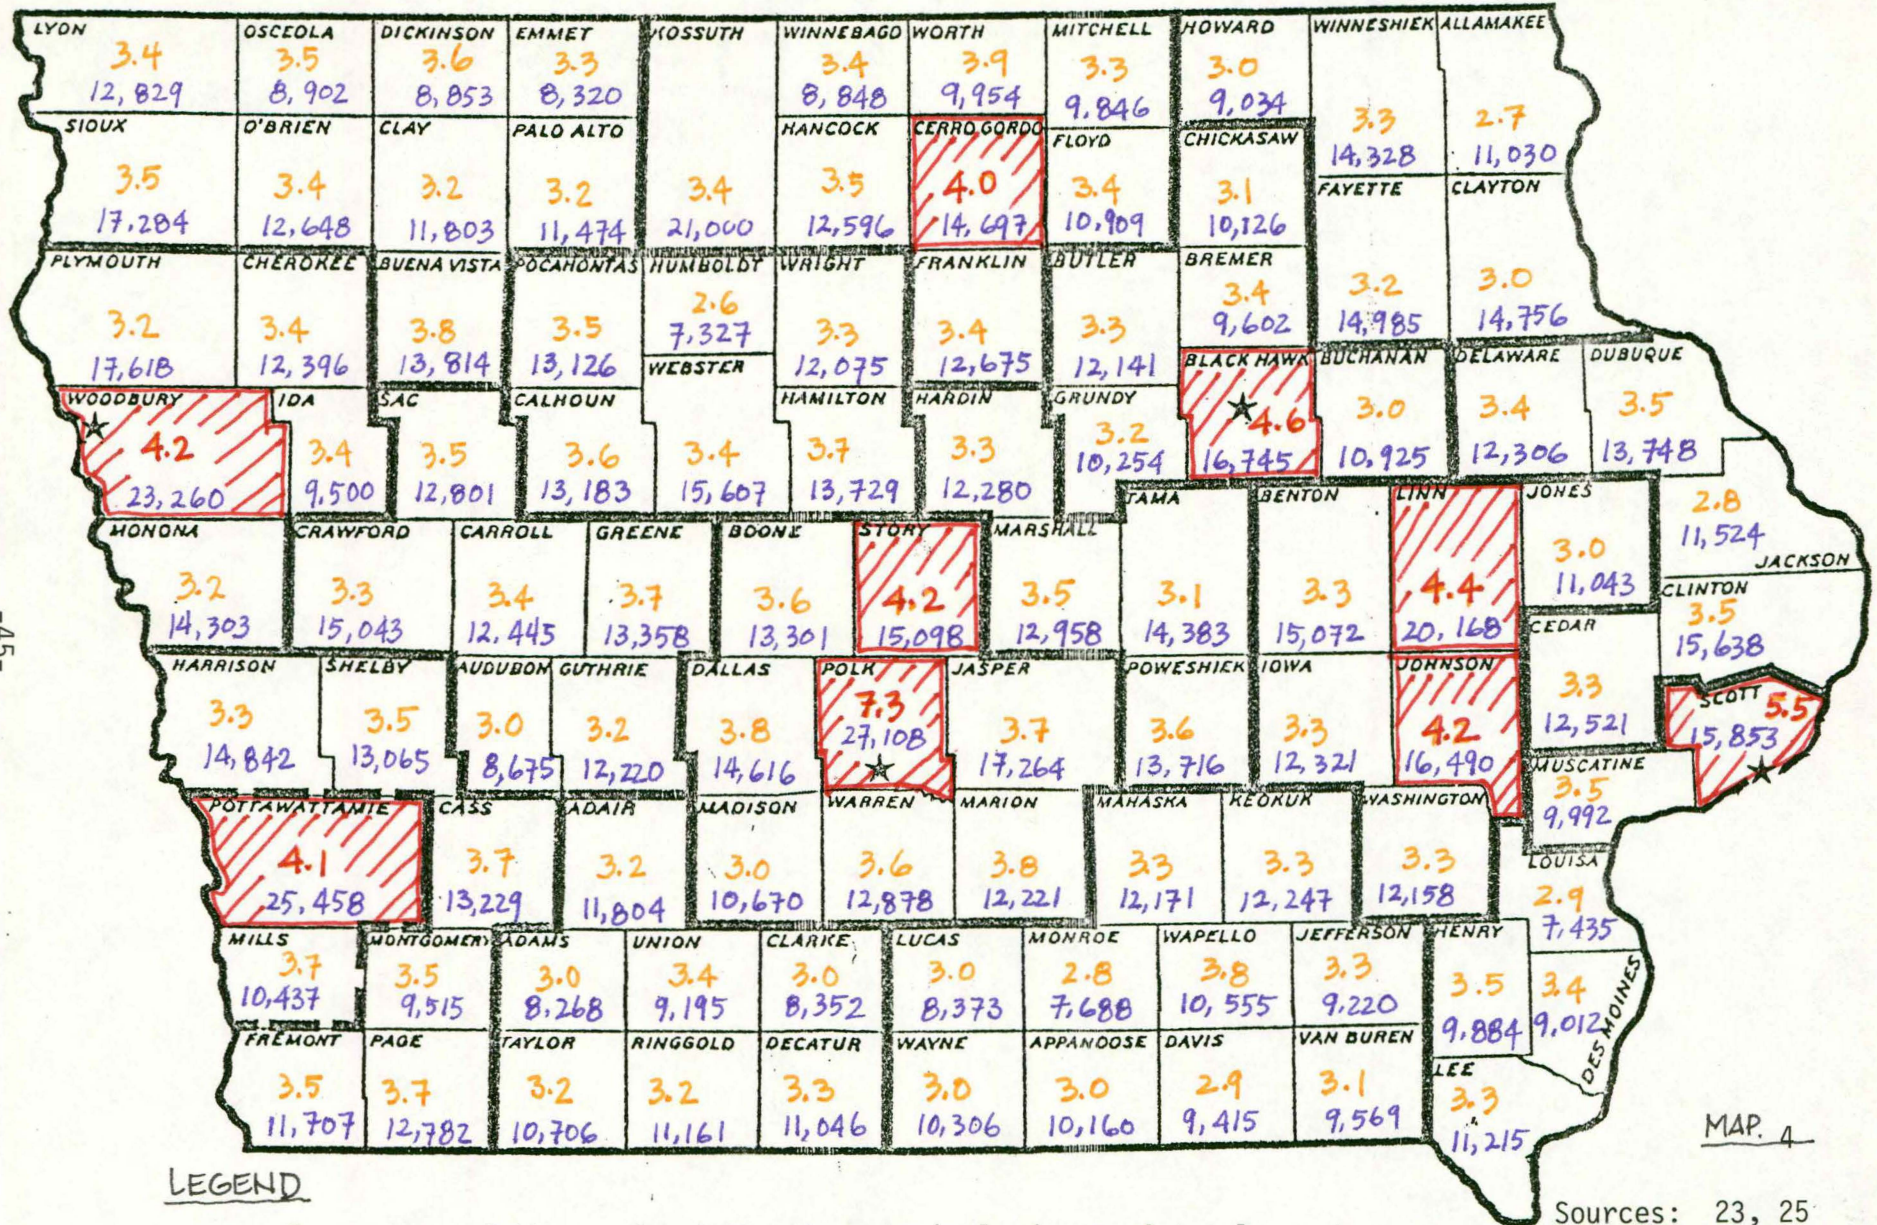 LYON
3.4
12,829
OSCEOLA
3.5
8,902
DICKINSON
3.6
8,853
EMMET
3.3
8,320
KOSSUTH
3.4
21,000
WINNEBAGO
3.4
8,848
WORTH
3.9
9,954
MITCHELL
3.3
9,846
HOWARD
3.0
9,034
WINNESHIEK
3.3
14,328
ALLAMAKEE
2.7
11,030
SIOUX
3.5
17,284
O'BRIEN
3.4
12,648
CLAY
3.2
11,803
PALO ALTO
3.2
11,474
HANCOCK
3.5
12,596
CERRO GORDO
4.0
14,697
FLOYD
3.4
10,909
CHICKASAW
3.1
10,126
FAYETTE
3.2
14,985
CLAYTON
3.0
14,756
PLYMOUTH
3.2
17,618
CHEROKEE
3.4
12,396
BUENA VISTA
3.8
13,814
POCAHONTAS
3.5
13,126
HUMBOLDT
2.6
7,327
WRIGHT
3.3
12,075
FRANKLIN
3.4
12,675
BUTLER
3.3
12,141
BREMER
3.4
9,602
WOODBURY
4.2
23,260
IDA
3.4
9,500
SAC
3.5
12,801
CALHOUN
3.6
13,183
WEBSTER
3.4
15,607
HAMILTON
3.7
13,729
HARDIN
3.3
12,280
GRUNDY
3.2
10,254
BLACK HAWK
4.6
16,745
BUCHANAN
3.0
10,925
DELAWARE
3.4
12,306
DUBUQUE
3.5
13,748
MONONA
3.2
14,303
CRAWFORD
3.3
15,043
CARROLL
3.4
12,445
GREENE
3.7
13,358
BOONE
3.6
13,301
STORY
4.2
15,098
MARSHALL
3.5
12,958
TAMA
3.1
14,383
BENTON
3.3
15,072
LINN
4.4
20,168
JONES
3.0
11,043
2.8
11,524
JACKSON
CLINTON
3.5
15,638
CEDAR
3.3
12,521
HARRISON
3.3
14,842
SHELBY
3.5
13,065
AUDUBON
3.0
8,675
GUTHRIE
3.2
12,220
DALLAS
3.8
14,616
POLK
7.3
27,108
JASPER
3.7
17,264
POWESHIEK
3.6
13,716
IOWA
3.3
12,321
JOHNSON
4.2
16,490
SCOTT
5.5
15,853
MUSCATINE
3.5
9,992
POTTAWATTAMIE
4.1
25,458
CASS
3.7
13,229
ADAIR
3.2
11,804
MADISON
3.0
10,670
WARREN
3.6
12,878
MARION
3.8
12,221
MAHASKA
3.3
12,171
KEOKUK
3.3
12,247
WASHINGTON
3.3
12,158
LOUISA
2.9
7,435
MILLS
3.7
10,437
MONTGOMERY
3.5
9,515
ADAMS
3.0
8,268
UNION
3.4
9,195
CLARKE
3.0
8,352
LUCAS
3.0
8,373
MONROE
2.8
7,688
WAPELLO
3.8
10,555
JEFFERSON
3.3
9,220
HENRY
3.5
9,884
3.4
9,012
DES MOINES
FREMONT
3.5
11,707
PAGE
3.7
12,782
TAYLOR
3.2
10,706
RINGGOLD
3.2
11,161
DECATUR
3.3
11,046
WAYNE
3.0
10,306
APPANOOSE
3.0
10,160
DAVIS
2.9
9,415
VAN BUREN
3.1
9,569
LEE
3.3
11,215
-45-
MAP. 4
LEGEND
Sources: 23, 25